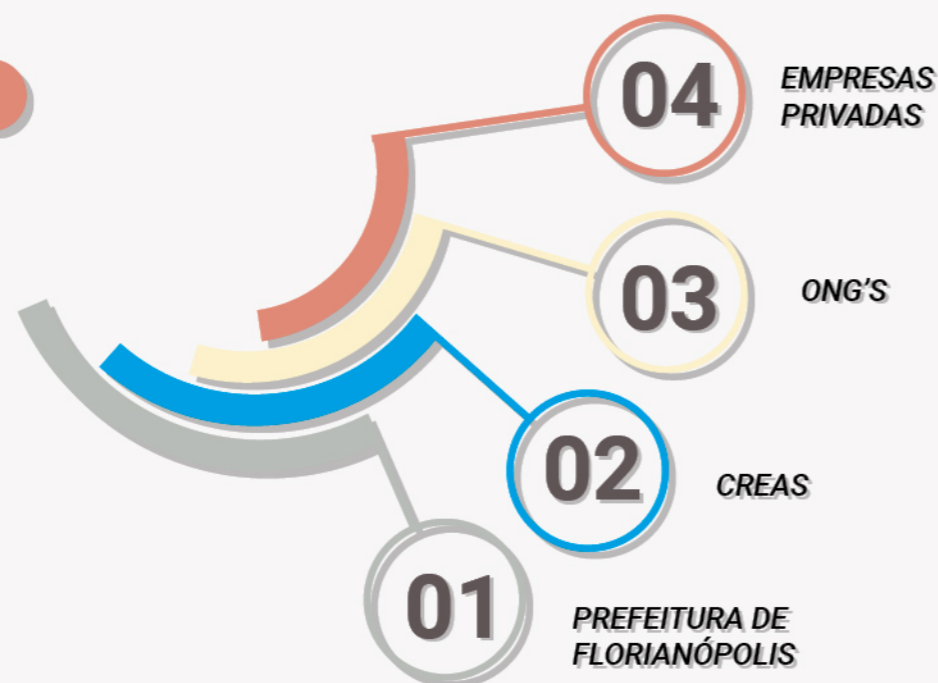 04
EMPRESAS
PRIVADAS
03
ONG'S
02
CREAS
01
PREFEITURA DE
FLORIANÓPOLIS